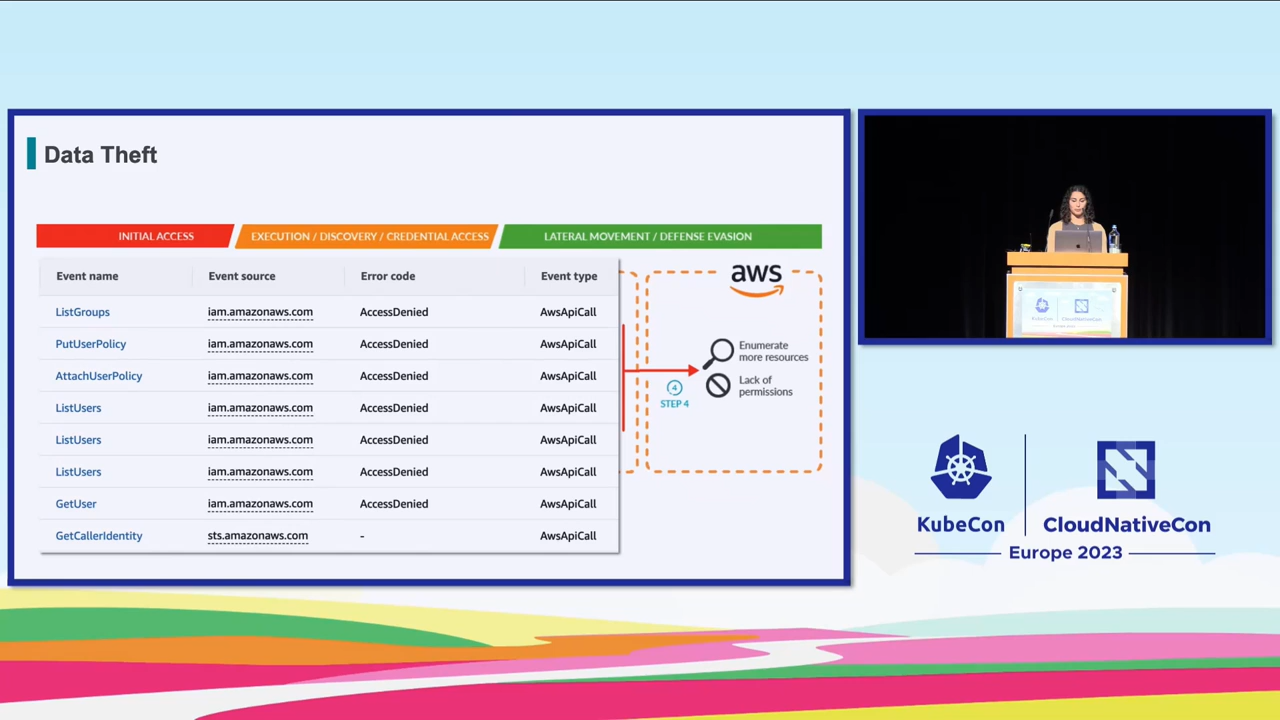 Data Theft
INITIAL ACCESS
EXECUTION / DISCOVERY / CREDENTIAL ACCESS
LATERAL MOVEMENT / DEFENSE EVASION
Event name Event source Error code Event type
ListGroups iam.amazonaws.com AccessDenied AwsApiCall
PutUserPolicy iam.amazonaws.com AccessDenied AwsApiCall
AttachUserPolicy iam.amazonaws.com AccessDenied AwsApiCall
ListUsers iam.amazonaws.com AccessDenied AwsApiCall
ListUsers iam.amazonaws.com AccessDenied AwsApiCall
ListUsers iam.amazonaws.com AccessDenied AwsApiCall
GetUser iam.amazonaws.com AccessDenied AwsApiCall
GetCallerIdentity sts.amazonaws.com - AwsApiCall
aws
Enumerate
more resources
Lack of
permissions
4
STEP 4
KubeCon
CloudNativeCon
Europe 2023